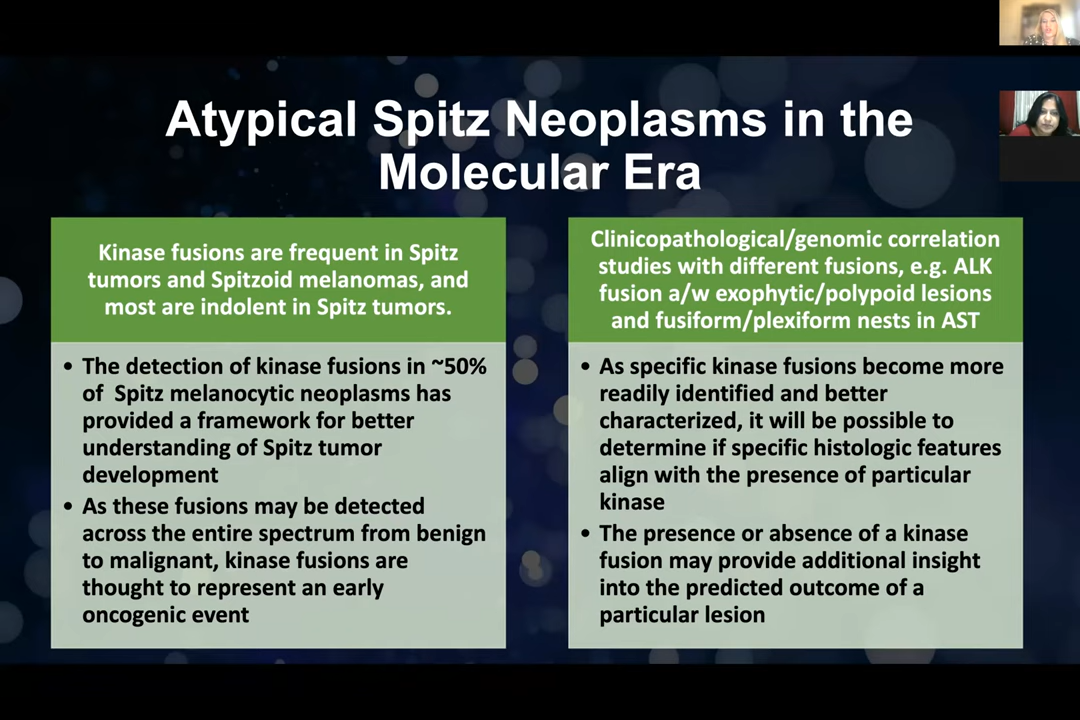 Atypical Spitz Neoplasms in the
Molecular Era
Kinase fusions are frequent in Spitz
tumors and Spitzoid melanomas, and
most are indolent in Spitz tumors.
• The detection of kinase fusions in ~50%
of Spitz melanocytic neoplasms has
provided a framework for better
understanding of Spitz tumor
development
• As these fusions may be detected
across the entire spectrum from benign
to malignant, kinase fusions are
thought to represent an early
oncogenic event
Clinicopathological/genomic correlation
studies with different fusions, e.g. ALK
fusion a/w exophytic/polypoid lesions
and fusiform/plexiform nests in AST
• As specific kinase fusions become more
readily identified and better
characterized, it will be possible to
determine if specific histologic features
align with the presence of particular
kinase
• The presence or absence of a kinase
fusion may provide additional insight
into the predicted outcome of a
particular lesion